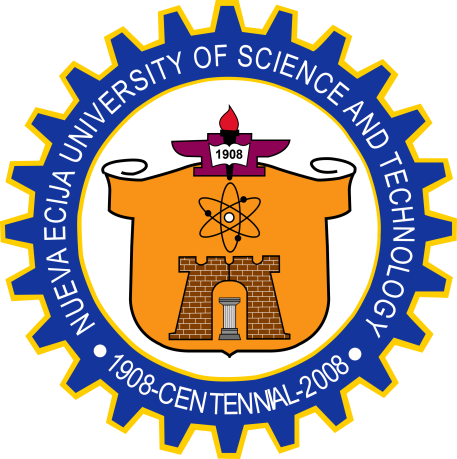 NUEVA ECIJA UNIVERSITY OF SCIENCE AND TECHNOLOGY
1908
• 1908-CENTENNIAL-2008 •